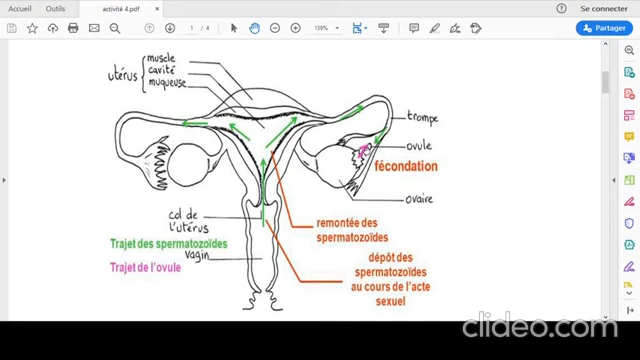 Accueil
Outils
activité 4.pdf
×
Se connecter
1 / 4
139%
Partager
utérus
muscle
cavité
muqueuse
trompe
ovule
fécondation
ovaire
col de
l'utérus
remontée des
spermatozoïdes
Trajet des spermatozoïdes
vagin
Trajet de l'ovule
dépôt des
spermatozoïdes
au cours de l'acte
sexuel
clideo.com